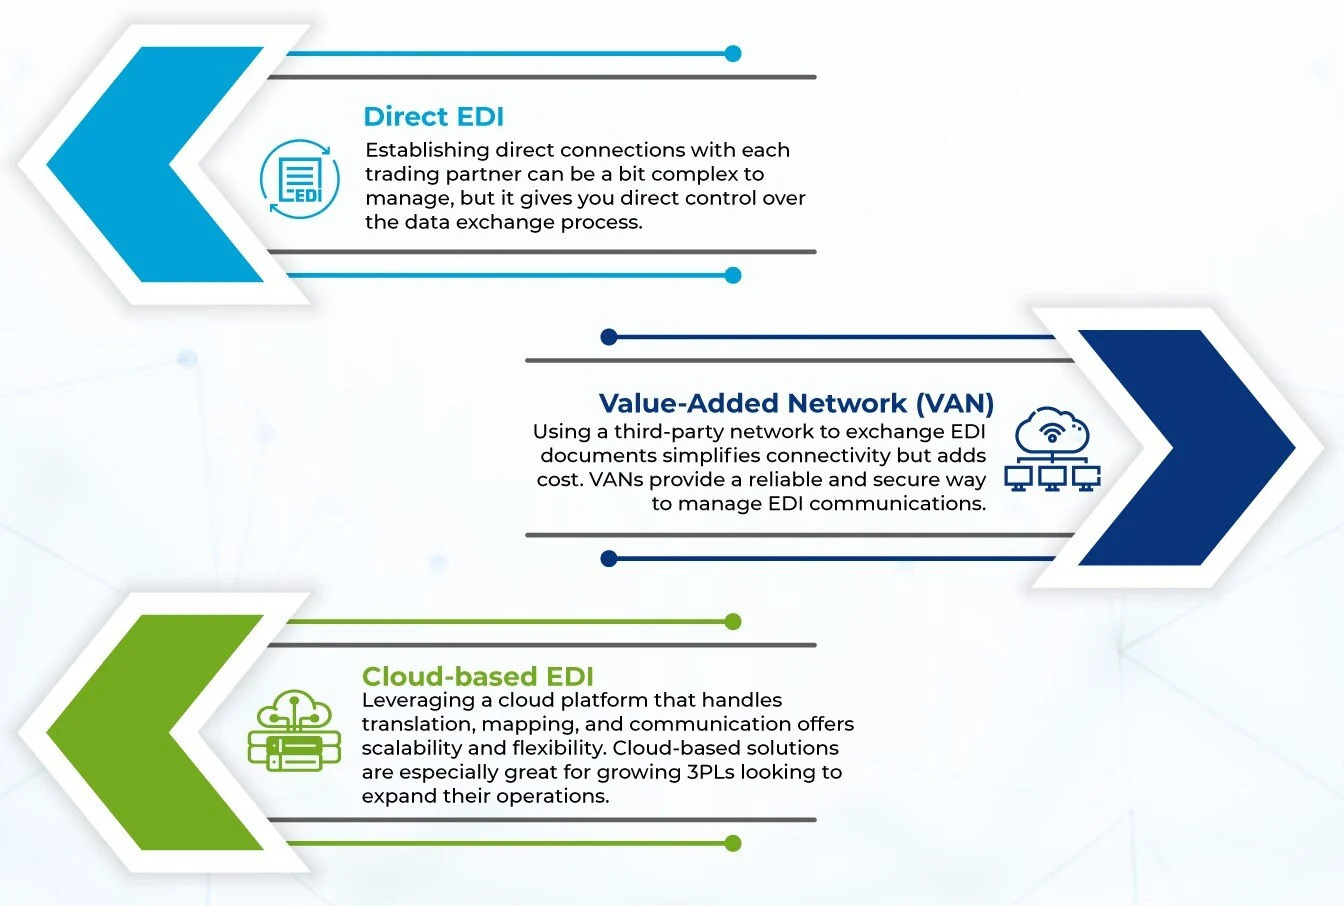 Direct EDI
Establishing direct connections with each
trading partner can be a bit complex to
manage, but it gives you direct control over
the data exchange process.
EDI
Value-Added Network (VAN)
Using a third-party network to exchange EDI
documents simplifies connectivity but adds
cost. VANs provide a reliable and secure way
to manage EDI communications.
Cloud-based EDI
Leveraging a cloud platform that handles
translation, mapping, and communication offers
scalability and flexibility. Cloud-based solutions
are especially great for growing 3PLs looking to
expand their operations.